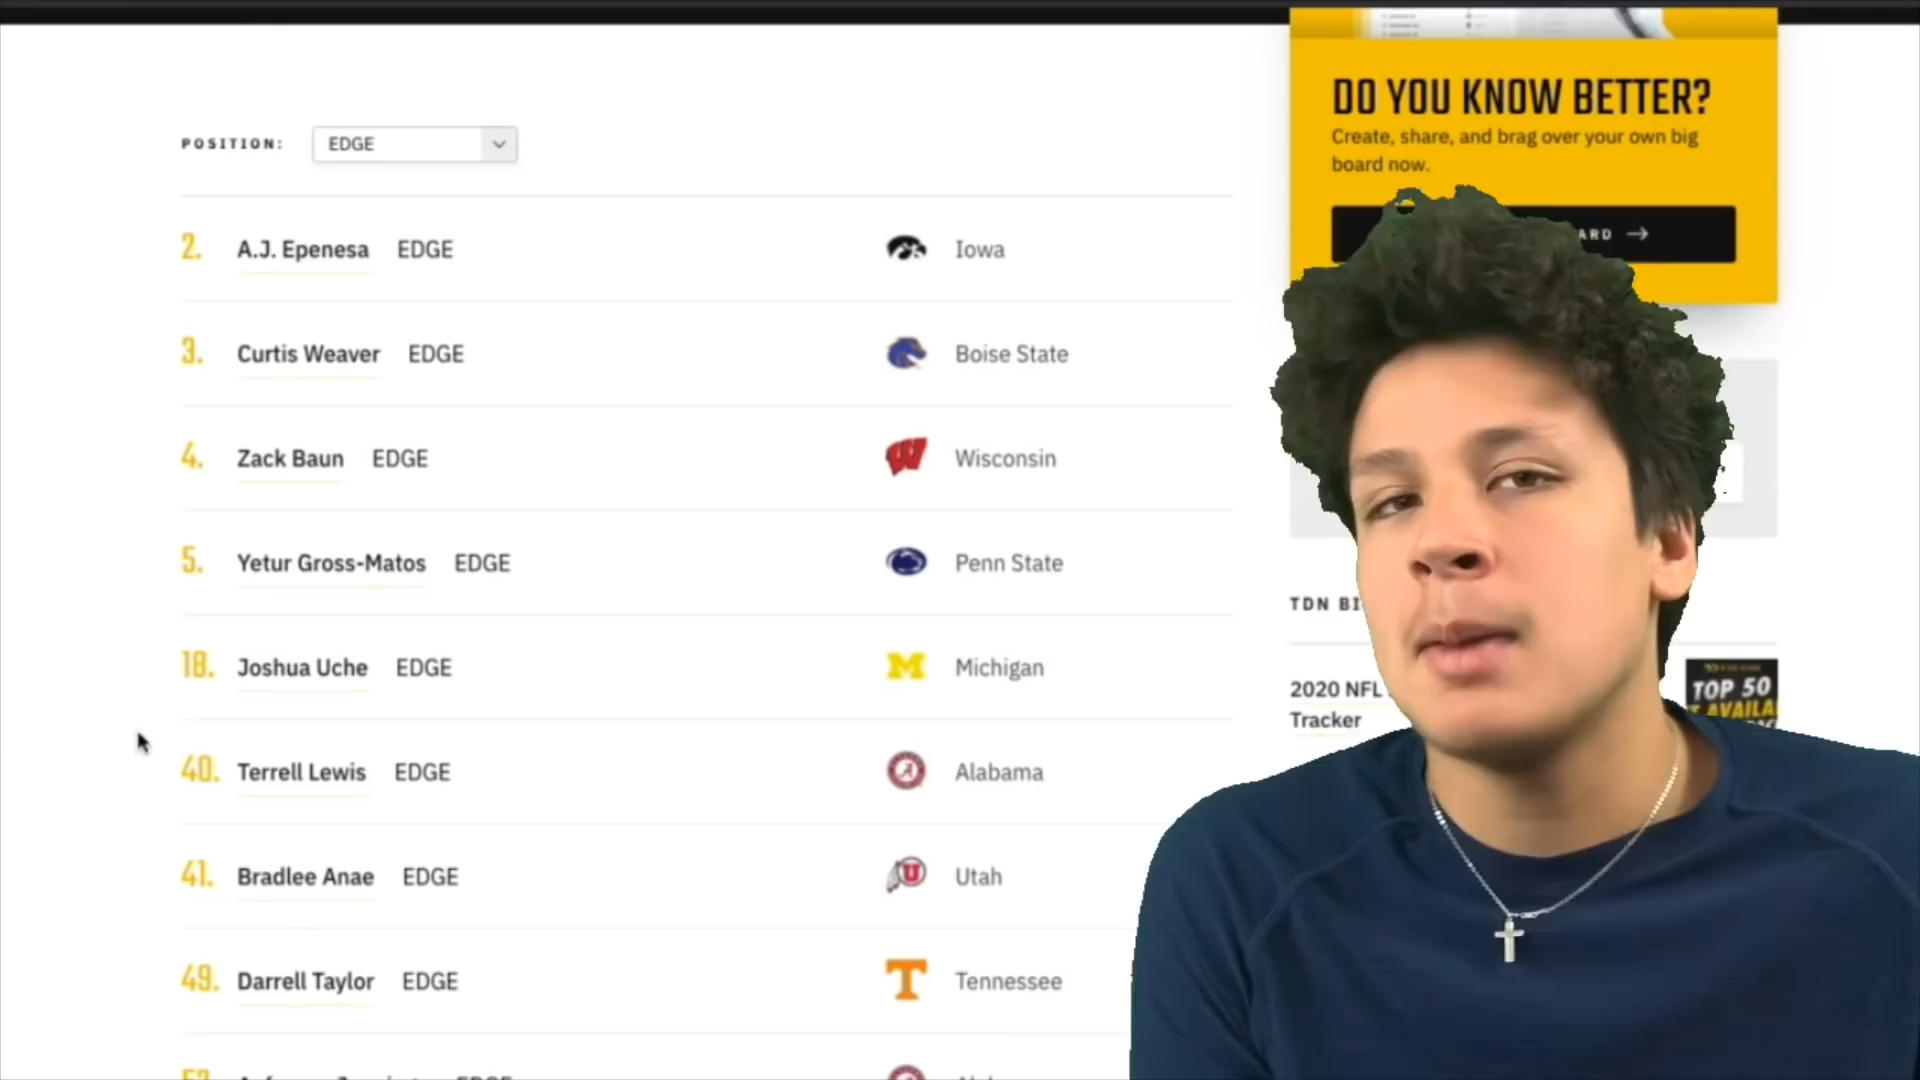 POSITION: EDGE
2. A.J. Epenesa EDGE Iowa
3. Curtis Weaver EDGE Boise State
4. Zack Baun EDGE Wisconsin
5. Yetur Gross-Matos EDGE Penn State
18. Joshua Uche EDGE Michigan
40. Terrell Lewis EDGE Alabama
41. Bradlee Anae EDGE Utah
49. Darrell Taylor EDGE Tennessee
DO YOU KNOW BETTER?
Create, share, and brag over your own big
board now.
TDN
2020 NFL
Tracker
TOP 50